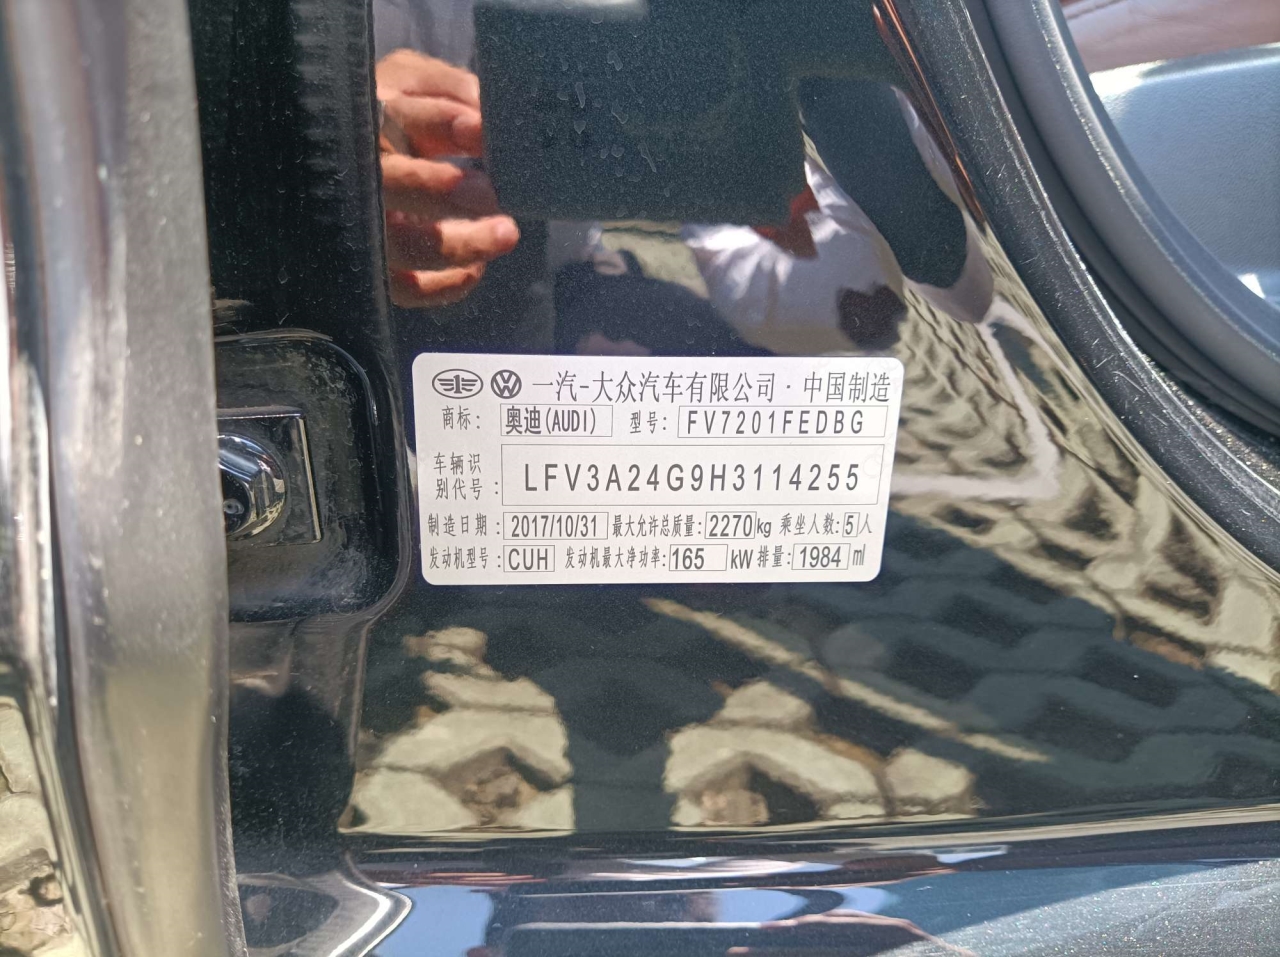 一汽-大众汽车有限公司·中国制造
商标: 奥迪(AUDI) 型号: FV7201FEDBG
车辆识别代号: LFV3A24G9H3114255
制造日期: 2017/10/31 最大允许总质量: 2270kg 乘坐人数: 5人
发动机型号: CUH 发动机最大净功率: 165 kW 排量: 1984 ml